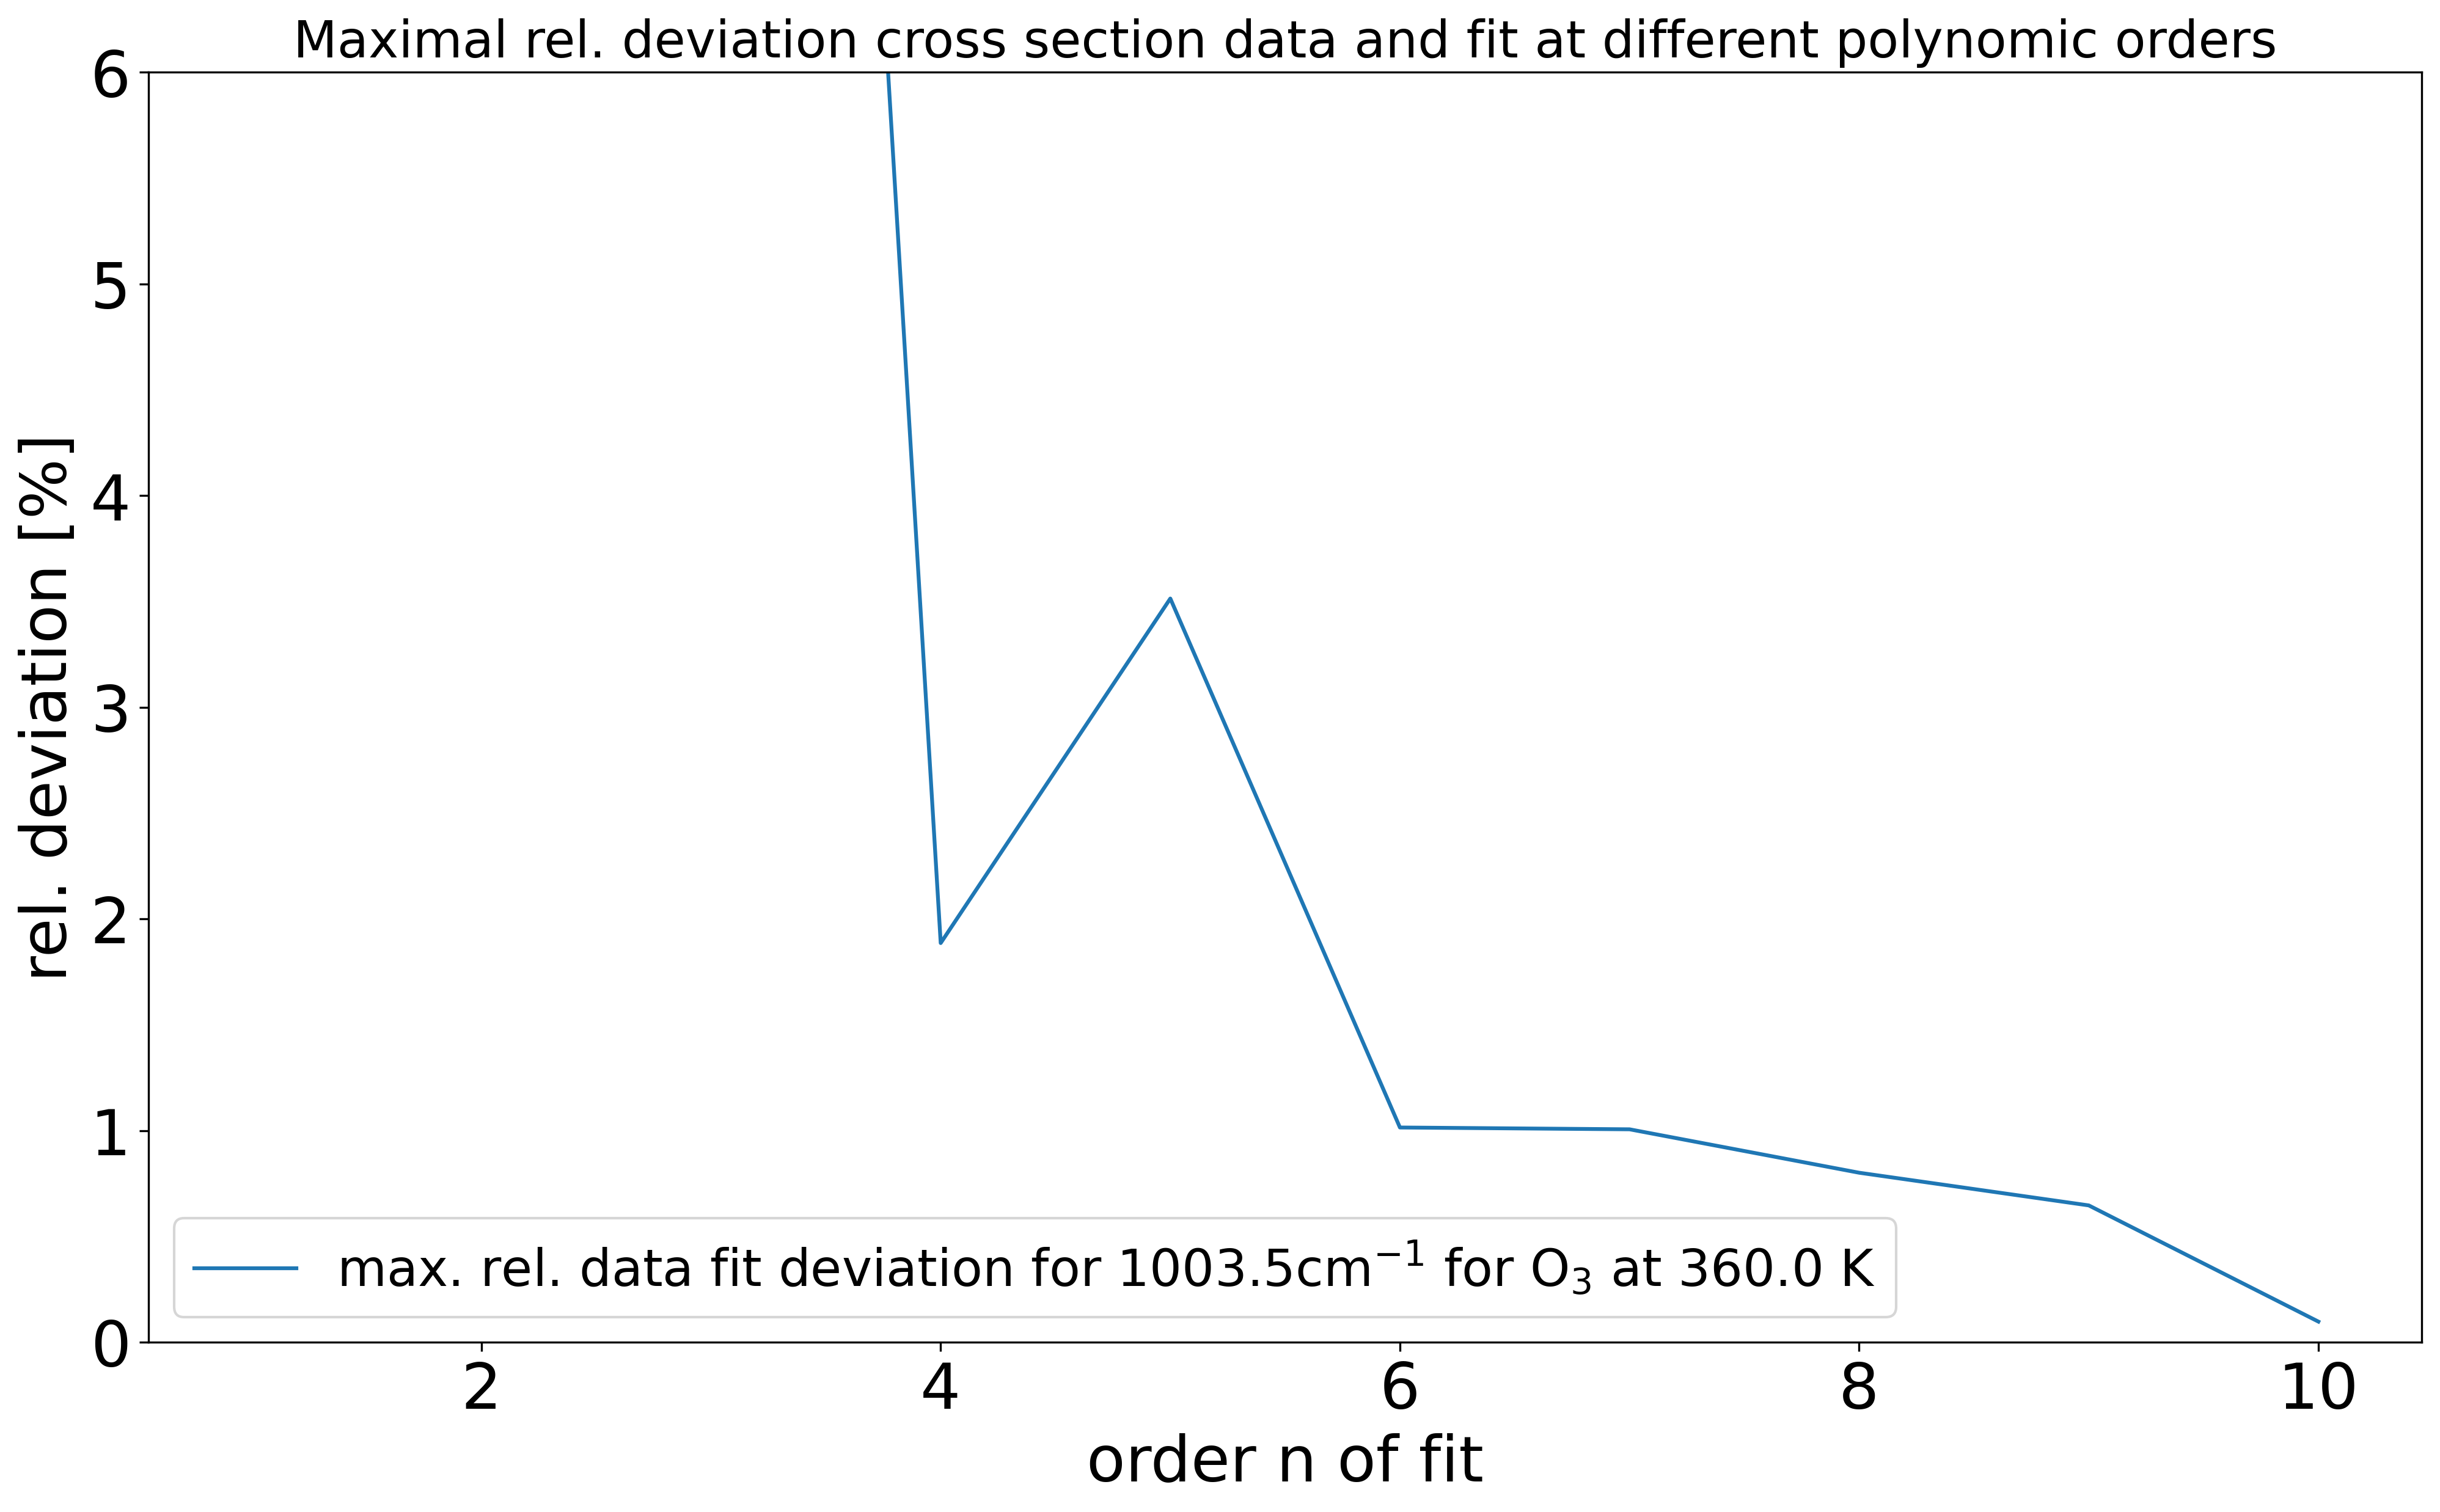 Maximal rel. deviation cross section data and fit at different polynomic orders
6
5
4
3
2
1
0
rel. deviation [%]
max. rel. data fit deviation for 1003.5cm⁻¹ for O₃ at 360.0 K
2 4 6 8 10
order n of fit